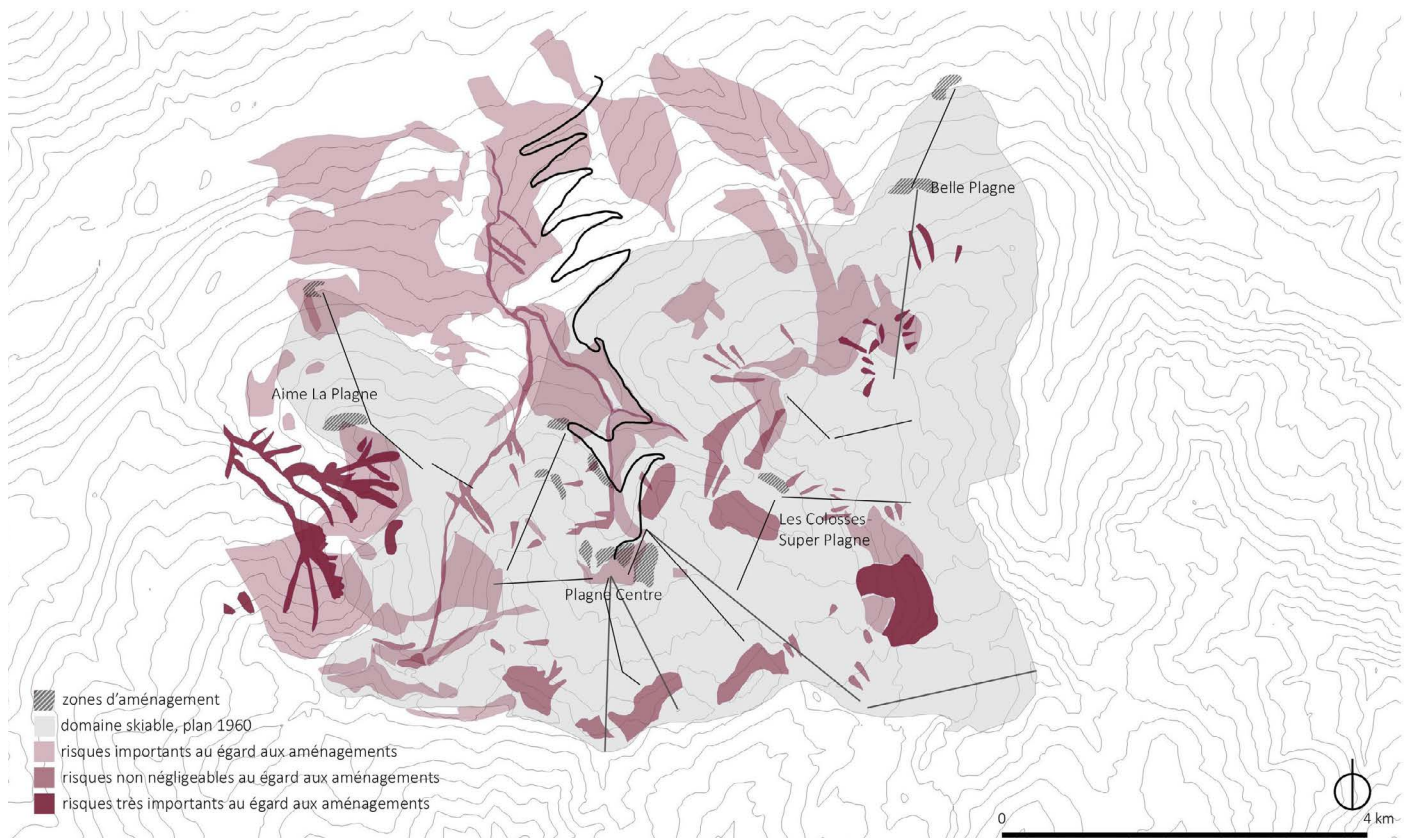 Belle Plagne
Aime La Plagne
Les Colosses-
Super Plagne
Plagne Centre
zones d'aménagement
domaine skiable, plan 1960
risques importants au égard aux aménagements
risques non négligeables au égard aux aménagements
risques très importants au égard aux aménagements
0
4 km